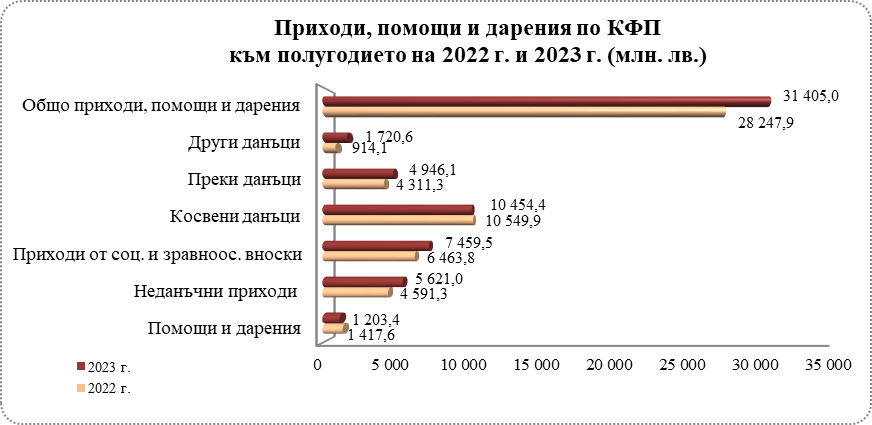 Приходи, помощи и дарения по КФП
към полугодието на 2022 г. и 2023 г. (млн. лв.)
Общо приходи, помощи и дарения
31 405,0
28 247,9
Други данъци
1 720,6
914,1
Преки данъци
4 946,1
4 311,3
Косвени данъци
10 454,4
10 549,9
Приходи от соц. и зравноос. вноски
7 459,5
6 463,8
Неданъчни приходи
5 621,0
4 591,3
Помощи и дарения
1 203,4
1 417,6
0 5 000 10 000 15 000 20 000 25 000 30 000 35 000
2023 г.
2022 г.